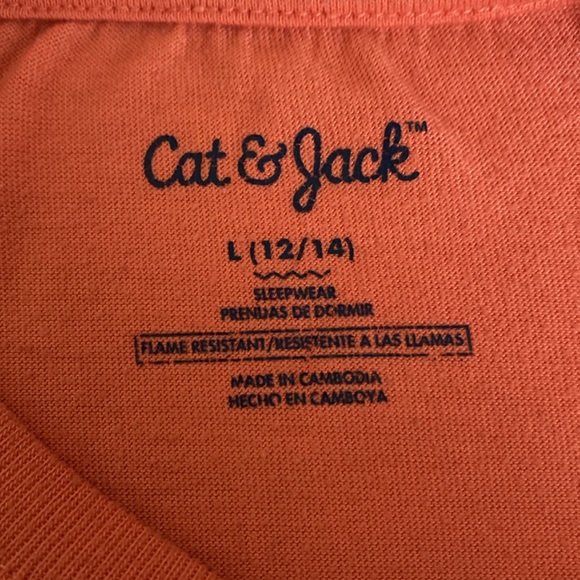 Cat & Jack™
L (12/14)
SLEEPWEAR
PRENDAS DE DORMIR
FLAME RESISTANT/RESISTENTE A LAS LLAMAS
MADE IN CAMBODIA
HECHO EN CAMBOYA